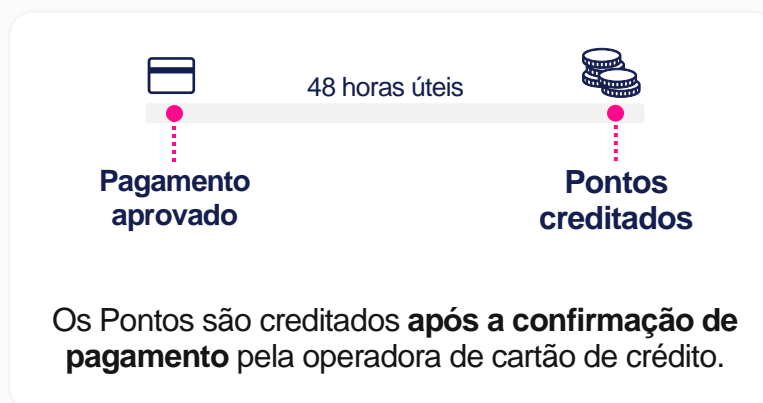 48 horas úteis
Pagamento
aprovado
Pontos
creditados
Os Pontos são creditados após a confirmação de
pagamento pela operadora de cartão de crédito.